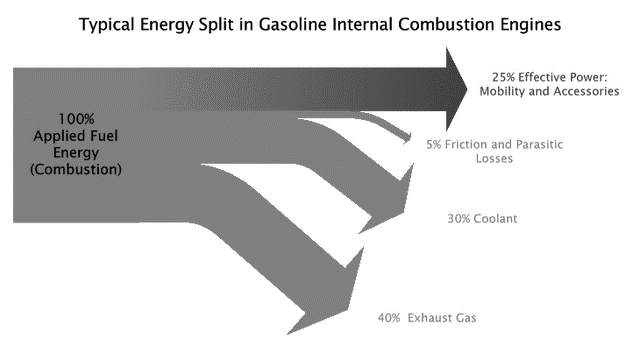 Typical Energy Split in Gasoline Internal Combustion Engines
25% Effective Power:
Mobility and Accessories
100%
Applied Fuel
Energy
(Combustion)
5% Friction and Parasitic
Losses
30% Coolant
40% Exhaust Gas